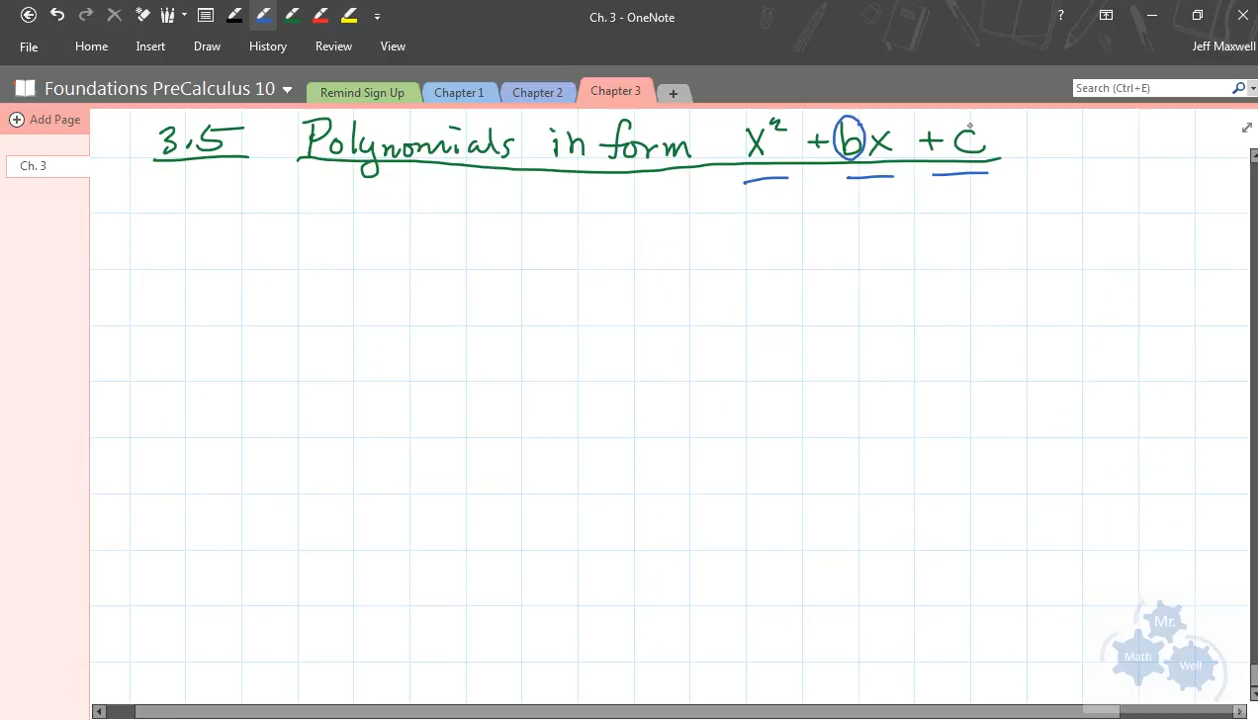 Ch. 3 - OneNote
?
File Home Insert Draw History Review View
Jeff Maxwell
Foundations PreCalculus 10
Remind Sign Up Chapter 1 Chapter 2 Chapter 3 +
Search (Ctrl+E)
Add Page
Ch. 3
3.5 Polynomials in form x² + bx + c
Mr.
Math
Well